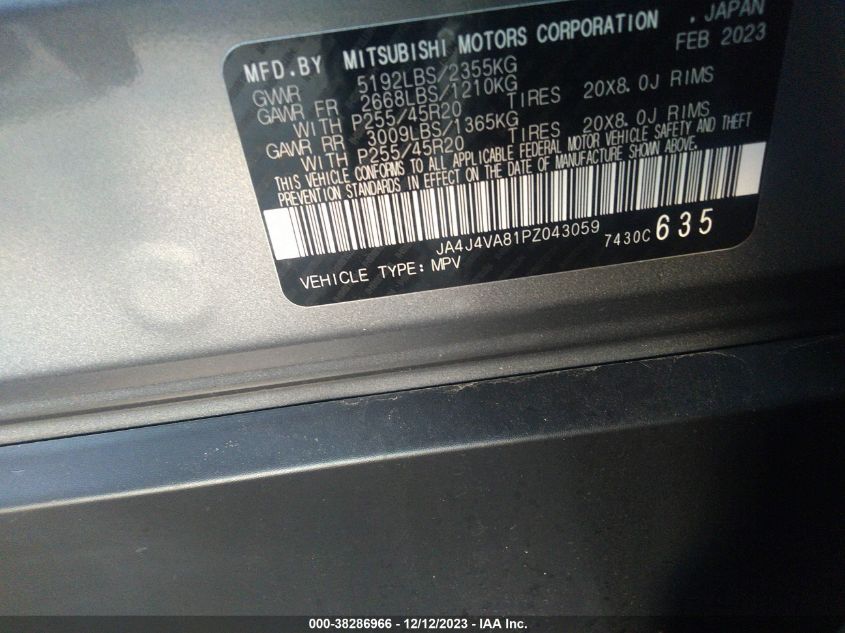 MFD.BY MITSUBISHI MOTORS CORPORATION . JAPAN
FEB 2023
GVWR 5192LBS/2355KG
GAWR FR 2668LBS/1210KG
WITH P255/45R20 TIRES 20X8.0J RIMS
GAWR RR 3009LBS/1365KG
WITH P255/45R20 TIRES 20X8.0J RIMS
THIS VEHICLE CONFORMS TO ALL APPLICABLE FEDERAL MOTOR VEHICLE SAFETY AND THEFT
PREVENTION STANDARDS IN EFFECT ON THE DATE OF MANUFACTURE SHOWN ABOVE.
JA4J4VA81PZ043059 7430C 635
VEHICLE TYPE: MPV
000-38286966 - 12/12/2023 - IAA Inc.